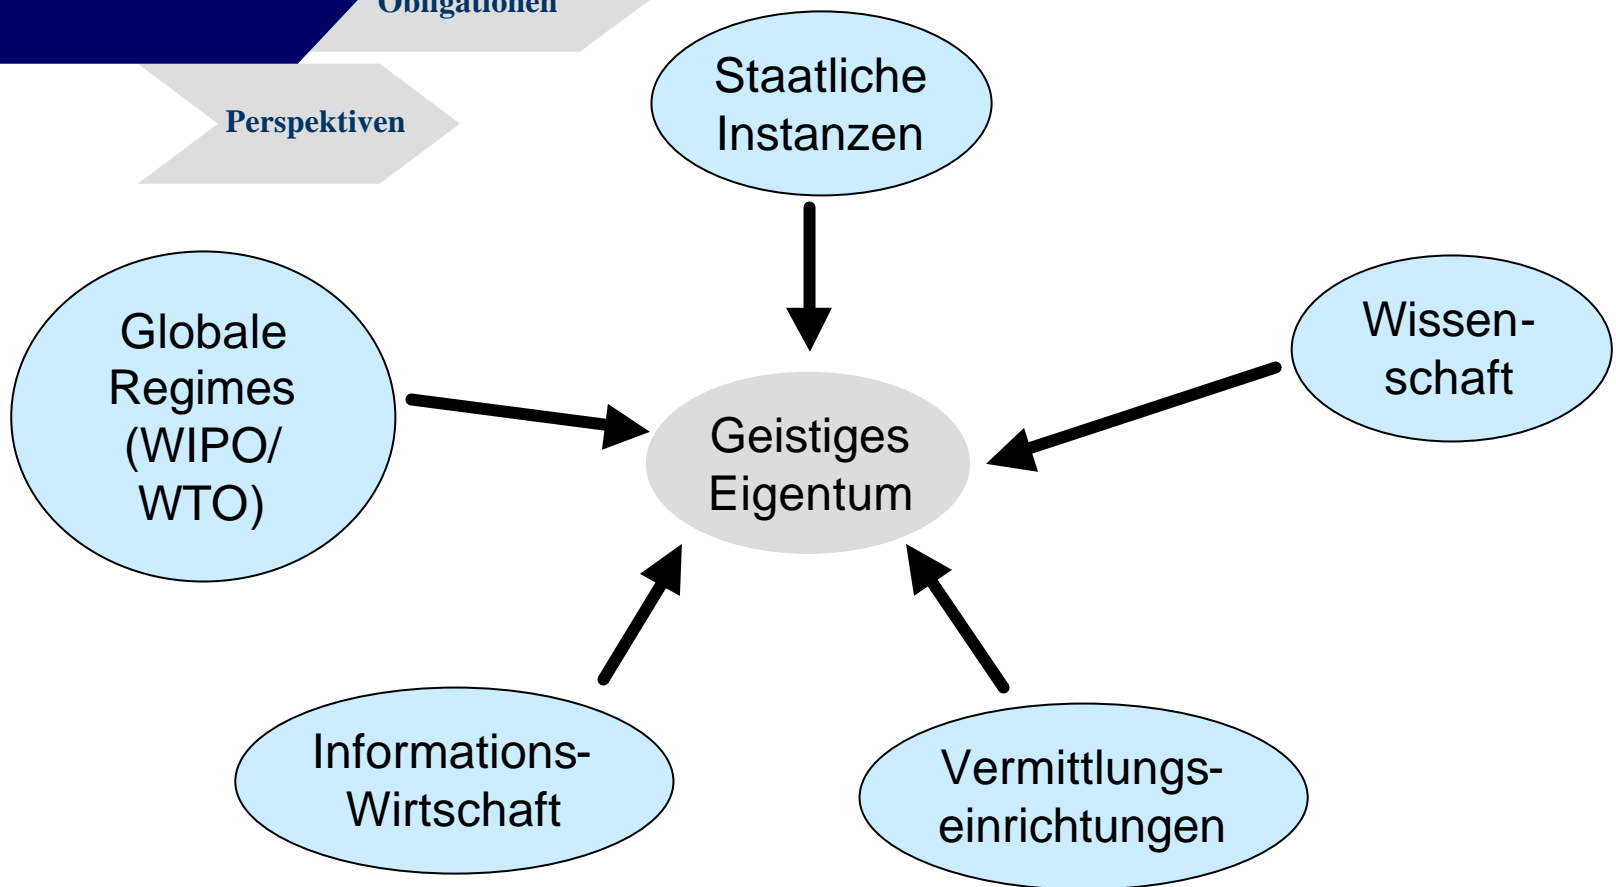 Obligationen
Perspektiven
Staatliche
Instanzen
Globale
Regimes
(WIPO/
WTO)
Wissen-
schaft
Geistiges
Eigentum
Informations-
Wirtschaft
Vermittlungs-
einrichtungen